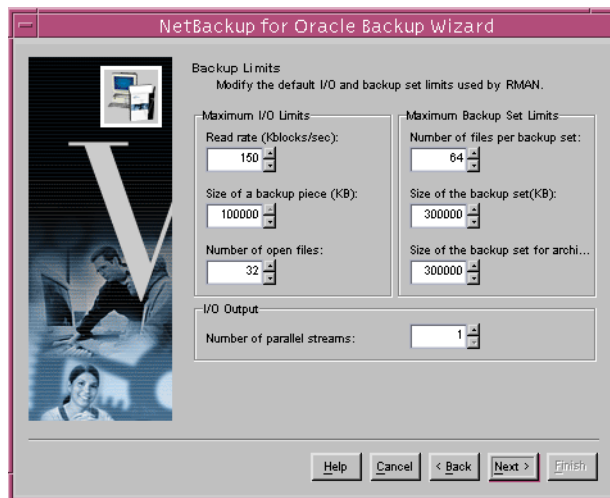 NetBackup for Oracle Backup Wizard
Backup Limits
Modify the default I/O and backup set limits used by RMAN.
Maximum I/O Limits
Read rate (Kblocks/sec):
150
Size of a backup piece (KB):
100000
Number of open files:
32
Maximum Backup Set Limits
Number of files per backup set:
64
Size of the backup set(KB):
300000
Size of the backup set for archi...
300000
I/O Output
Number of parallel streams:
1
Help
Cancel
< Back
Next >
Finish